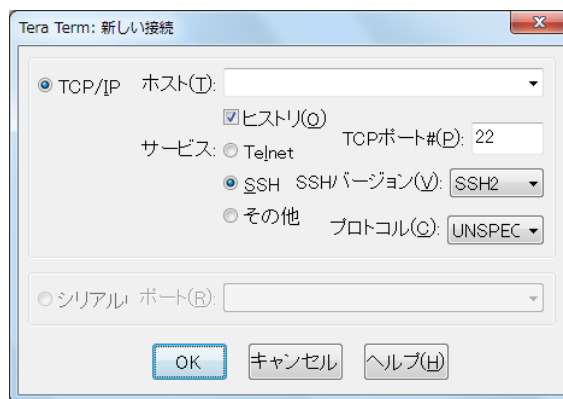 Tera Term: 新しい接続
TCP/IP ホスト(T):
ヒストリ(O)
サービス: Telnet TCPポート#(P): 22
SSH SSHバージョン(V): SSH2
その他 プロトコル(C): UNSPEC
シリアル ポート(R):
OK キャンセル ヘルプ(H)